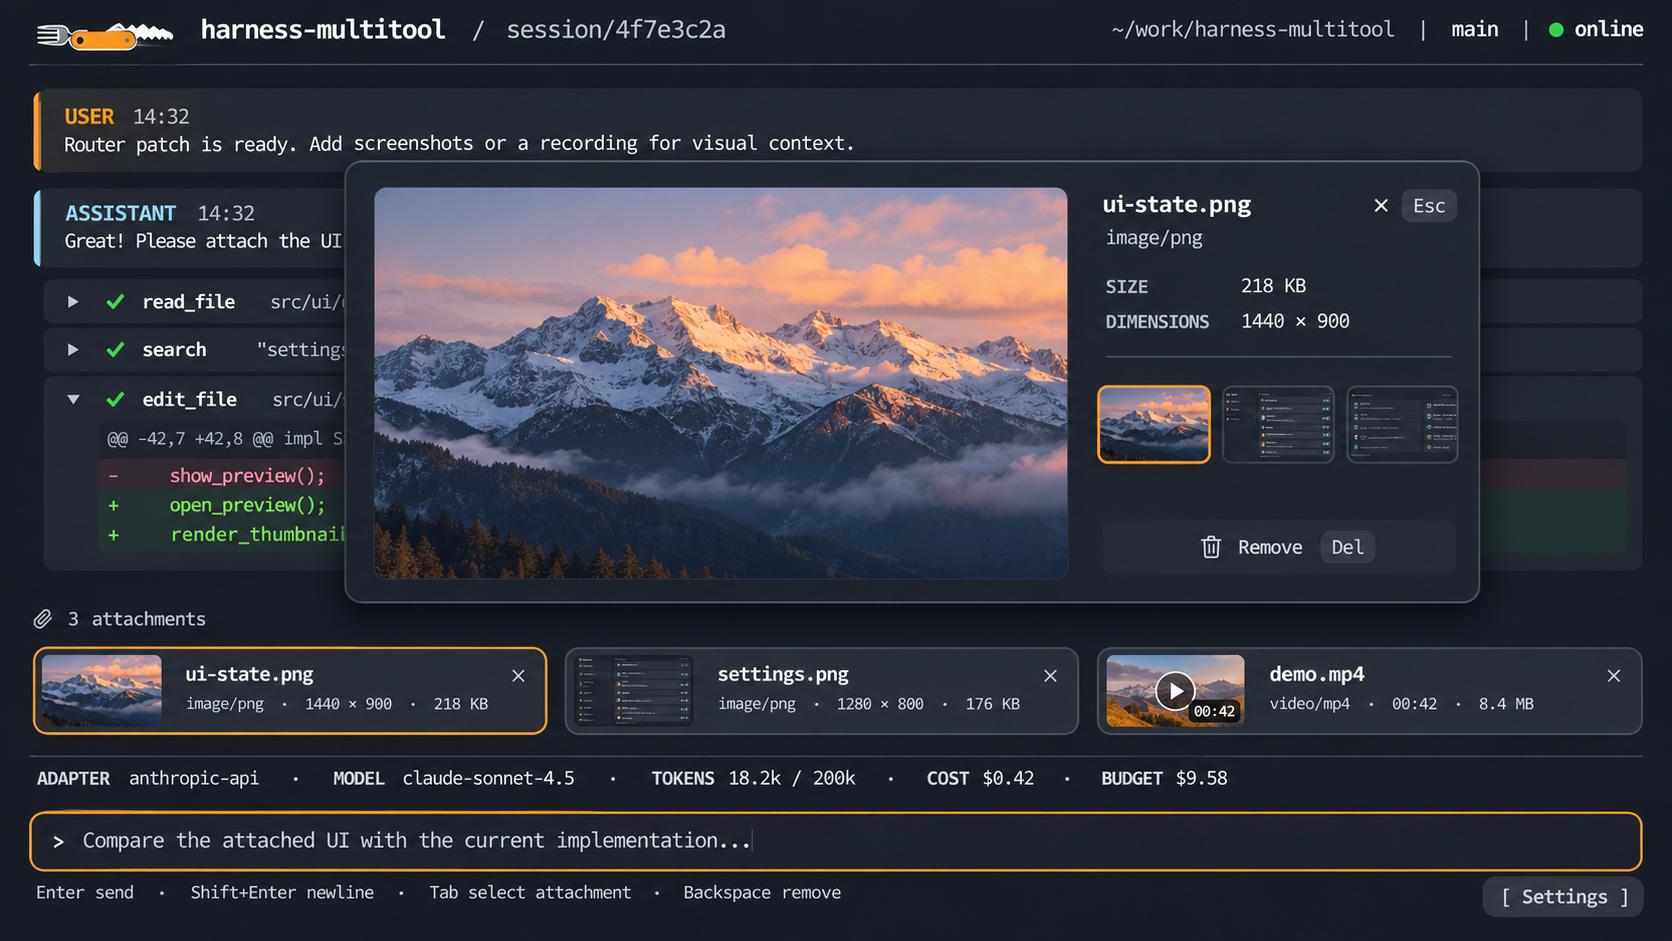 harness-multitool / session/4f7e3c2a
~/work/harness-multitool | main | online
USER 14:32
Router patch is ready. Add screenshots or a recording for visual context.
ASSISTANT 14:32
Great! Please attach the UI
read_file src/ui/
search "settings
edit_file src/ui/
@@ -42,7 +42,8 @@ impl S
- show_preview();
+ open_preview();
+ render_thumbnail
ui-state.png × Esc
image/png
SIZE 218 KB
DIMENSIONS 1440 × 900
Remove Del
3 attachments
ui-state.png ×
image/png · 1440 × 900 · 218 KB
settings.png ×
image/png · 1280 × 800 · 176 KB
00:42
demo.mp4 ×
video/mp4 · 00:42 · 8.4 MB
ADAPTER anthropic-api · MODEL claude-sonnet-4.5 · TOKENS 18.2k / 200k · COST $0.42 · BUDGET $9.58
> Compare the attached UI with the current implementation...
Enter send · Shift+Enter newline · Tab select attachment · Backspace remove
[ Settings ]